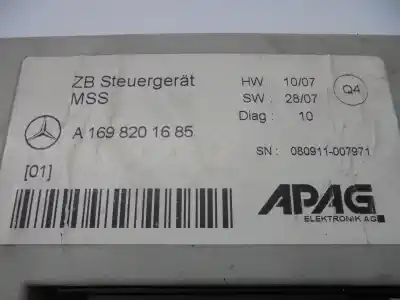 ZB Steuergerät
MSS
A 169 820 16 85
[01]
HW 10/07
SW . 28/07
Diag : 10
Q4
SN : 080911-007971
APAG
ELEKTRONIK AG